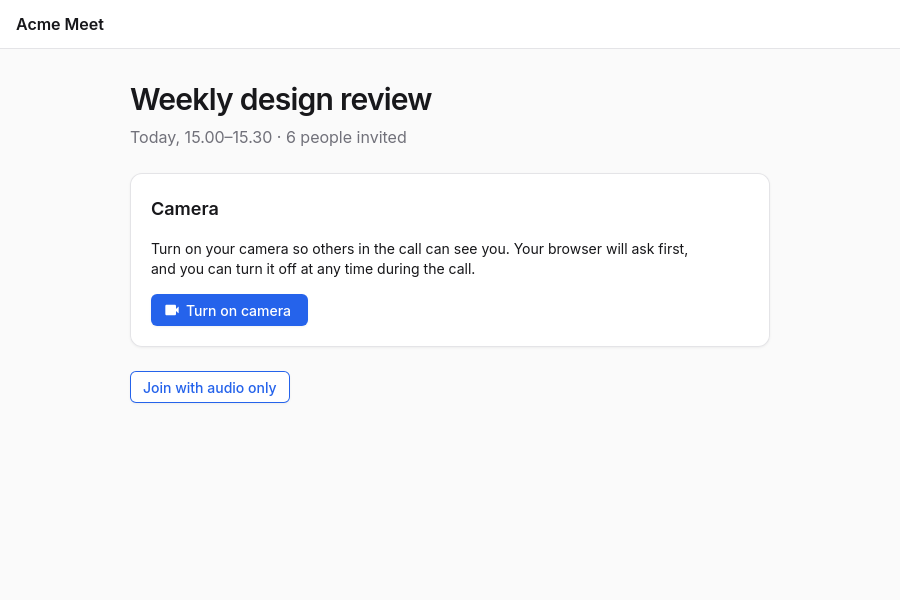 Acme Meet
Weekly design review
Today, 15.00–15.30 · 6 people invited
Camera
Turn on your camera so others in the call can see you. Your browser will ask first,
and you can turn it off at any time during the call.
Turn on camera
Join with audio only